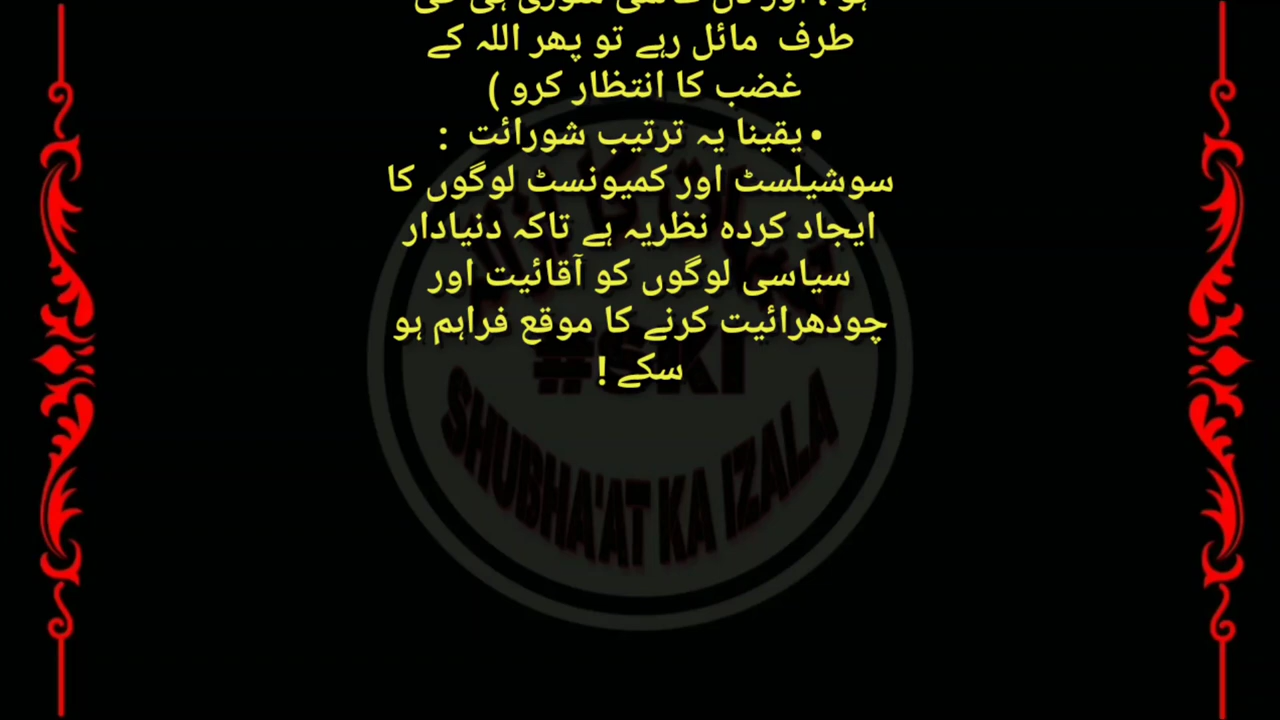 طرف مائل رہے تو پھر اللہ کے
غضب کا انتظار کرو )
• یقینا یہ ترتیب شورائت :
سوشیلسٹ اور کمیونسٹ لوگوں کا
ایجاد کردہ نظریہ ہے تاکہ دنیادار
سیاسی لوگوں کو آقائیت اور
چودھرائیت کرنے کا موقع فراہم ہو
سکے !
#SKI
SHUBHA'AT KA IZALA